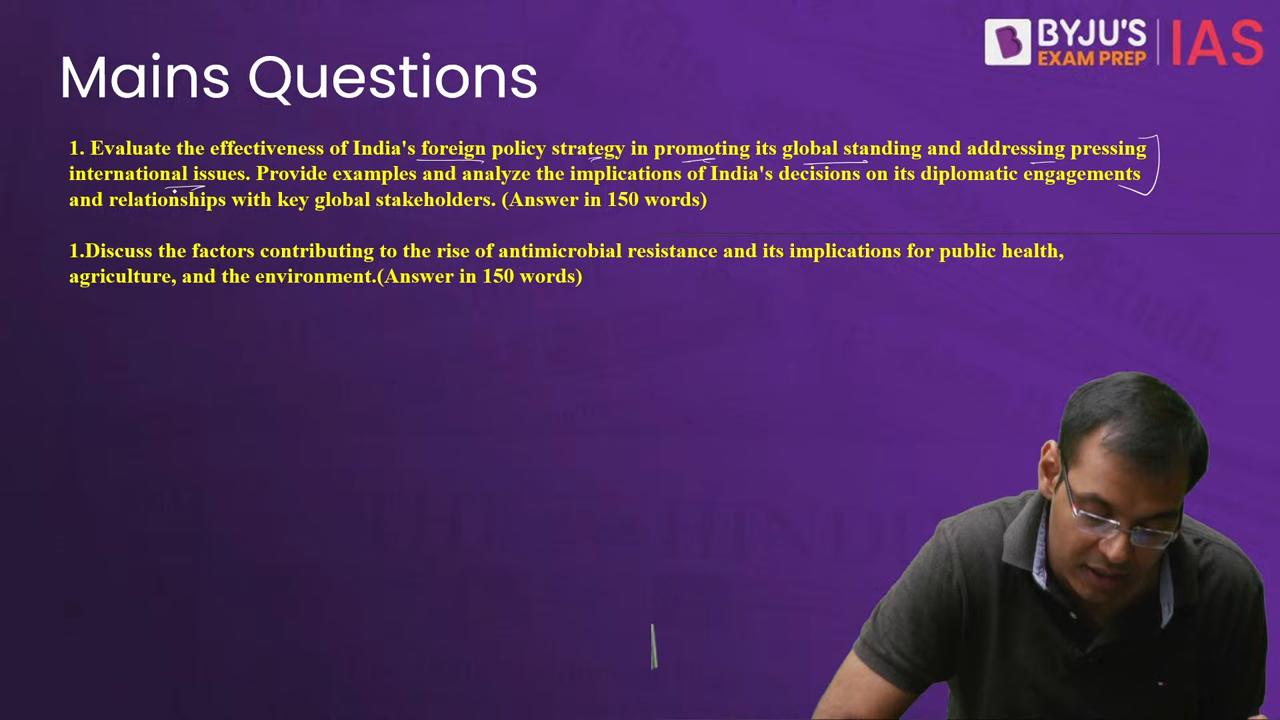 BYJU'S
EXAM PREP
IAS
Mains Questions
1. Evaluate the effectiveness of India's foreign policy strategy in promoting its global standing and addressing pressing
international issues. Provide examples and analyze the implications of India's decisions on its diplomatic engagements
and relationships with key global stakeholders. (Answer in 150 words)
1.Discuss the factors contributing to the rise of antimicrobial resistance and its implications for public health,
agriculture, and the environment.(Answer in 150 words)